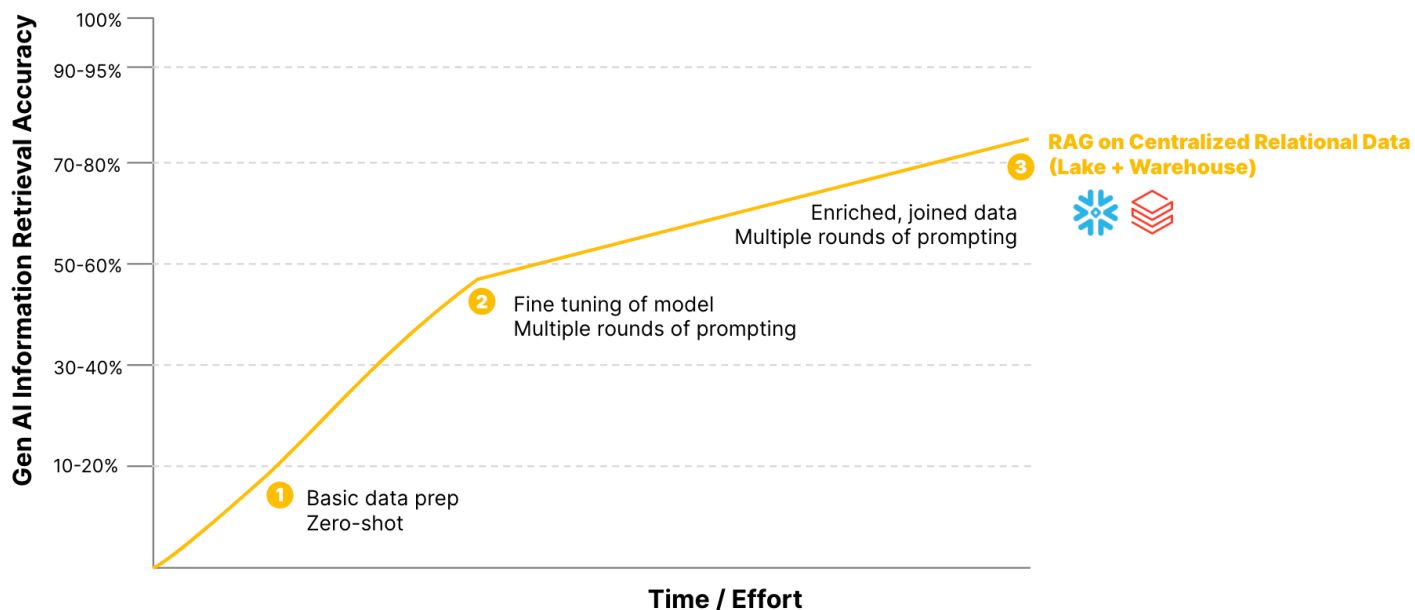 Gen AI Information Retrieval Accuracy
100%
90-95%
70-80%
50-60%
30-40%
10-20%
RAG on Centralized Relational Data
(Lake + Warehouse)
3
Enriched, joined data
Multiple rounds of prompting
2
Fine tuning of model
Multiple rounds of prompting
1
Basic data prep
Zero-shot
Time / Effort